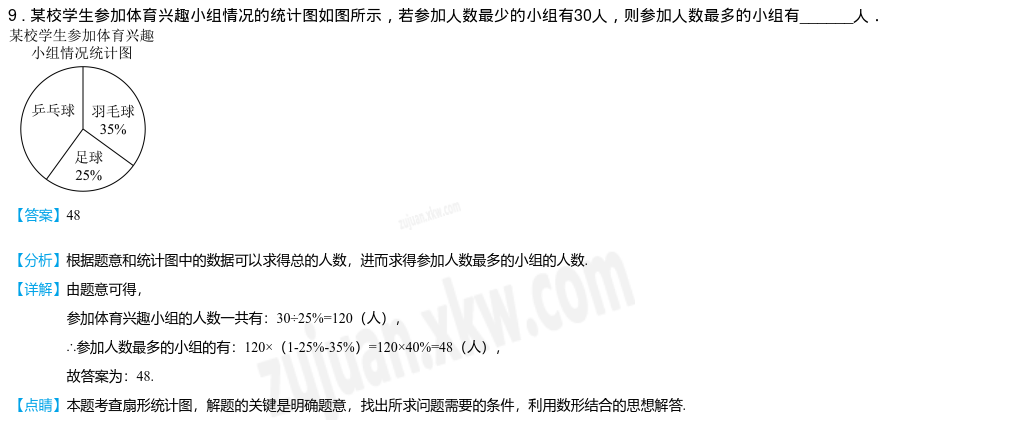 9．某校学生参加体育兴趣小组情况的统计图如图所示，若参加人数最少的小组有30人，则参加人数最多的小组有_______人．
某校学生参加体育兴趣
小组情况统计图
乒乓球
羽毛球
35%
足球
25%
【答案】48
zujuan.xkw.com
【分析】根据题意和统计图中的数据可以求得总的人数，进而求得参加人数最多的小组的人数.
【详解】由题意可得，
参加体育兴趣小组的人数一共有：30÷25%=120（人），
∴参加人数最多的小组的有：120×（1-25%-35%）=120×40%=48（人），
故答案为：48.
zujuan.xkw.com
【点睛】本题考查扇形统计图，解题的关键是明确题意，找出所求问题需要的条件，利用数形结合的思想解答.